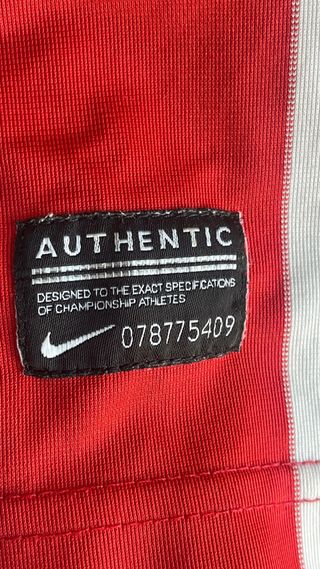 AUTHENTIC
DESIGNED TO THE EXACT SPECIFICATIONS
OF CHAMPIONSHIP ATHLETES
078775409